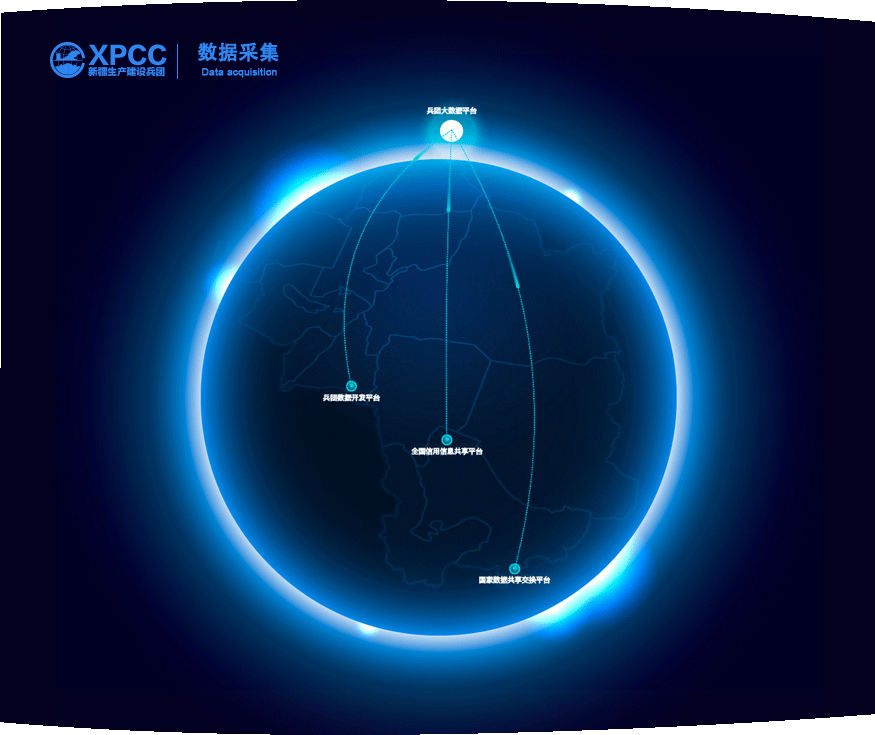 XPCC
新疆生产建设兵团
数据采集
Data acquisition
兵团大数据平台
兵团数据开发平台
全国信用信息共享平台
国家数据共享交换平台